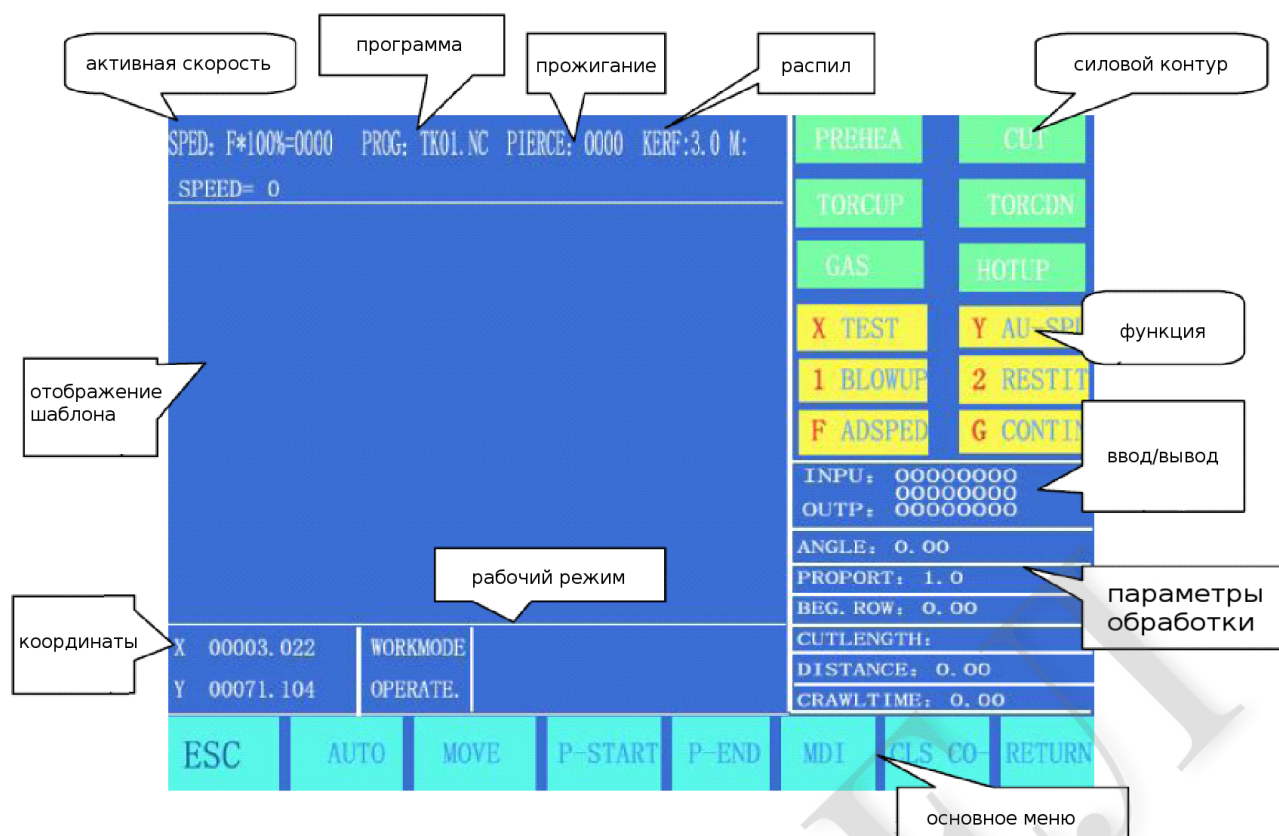 программа
активная скорость
прожигание
распил
силовой контур
SPED: F*100%=0000 PROG: TK01.NC PIERCE: 0000 KERF:3.0 M:
SPEED= 0
PREHEA CUT
TORCUP TORCDN
GAS HOTUP
X TEST Y AU-SPE
функция
1 BLOWUP 2 RESTIT
F ADSPED G CONTIN
отображение
шаблона
ввод/вывод
INPU: 00000000
00000000
OUTP: 00000000
ANGLE: 0.00
PROPORT: 1.0
BEG.ROW: 0.00
CUTLENGTH:
DISTANCE: 0.00
CRAWLTIME: 0.00
параметры
обработки
рабочий режим
координаты
X 00003.022 WORKMODE
Y 00071.104 OPERATE.
ESC AUTO MOVE P-START P-END MDI CLS CO- RETURN
основное меню